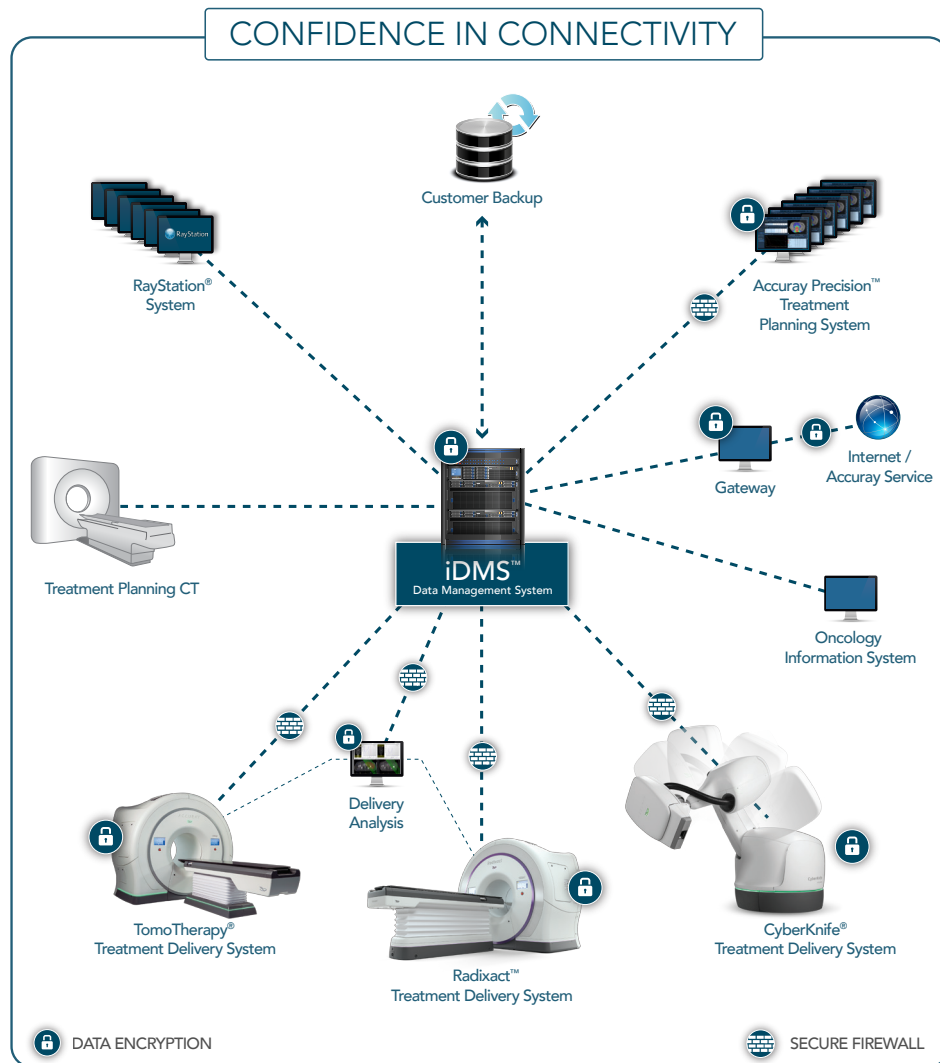 CONFIDENCE IN CONNECTIVITY
Customer Backup
RayStation
RayStation®
System
Accuray Precision™
Treatment
Planning System
Gateway
Internet /
Accuray Service
Treatment Planning CT
iDMS™
Data Management System
Oncology
Information System
Delivery
Analysis
TomoTherapy®
Treatment Delivery System
Radixact™
Treatment Delivery System
CyberKnife®
Treatment Delivery System
DATA ENCRYPTION
SECURE FIREWALL